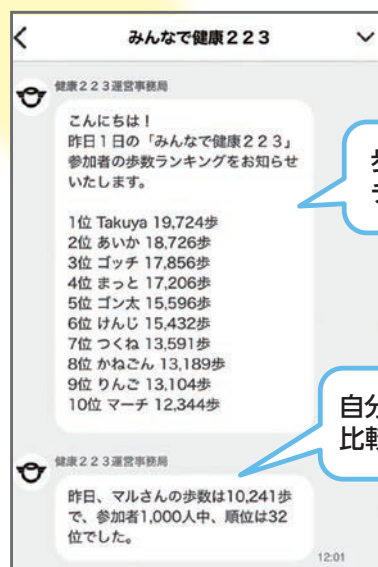 みんなで健康223
健康223運営事務局
こんにちは！
昨日1日の「みんなで健康223」
参加者の歩数ランキングをお知らせ
いたします。
1位 Takuya 19,724歩
2位 あいか 18,726歩
3位 ゴッチ 17,856歩
4位 まっと 17,206歩
5位 ゴン太 15,596歩
6位 けんじ 15,432歩
7位 つくね 13,591歩
8位 かねごん 13,189歩
9位 りんご 13,104歩
10位 マーチ 12,344歩
自分
比較
健康223運営事務局
昨日、マルさんの歩数は10,241歩
で、参加者1,000人中、順位は32
位でした。
12:01